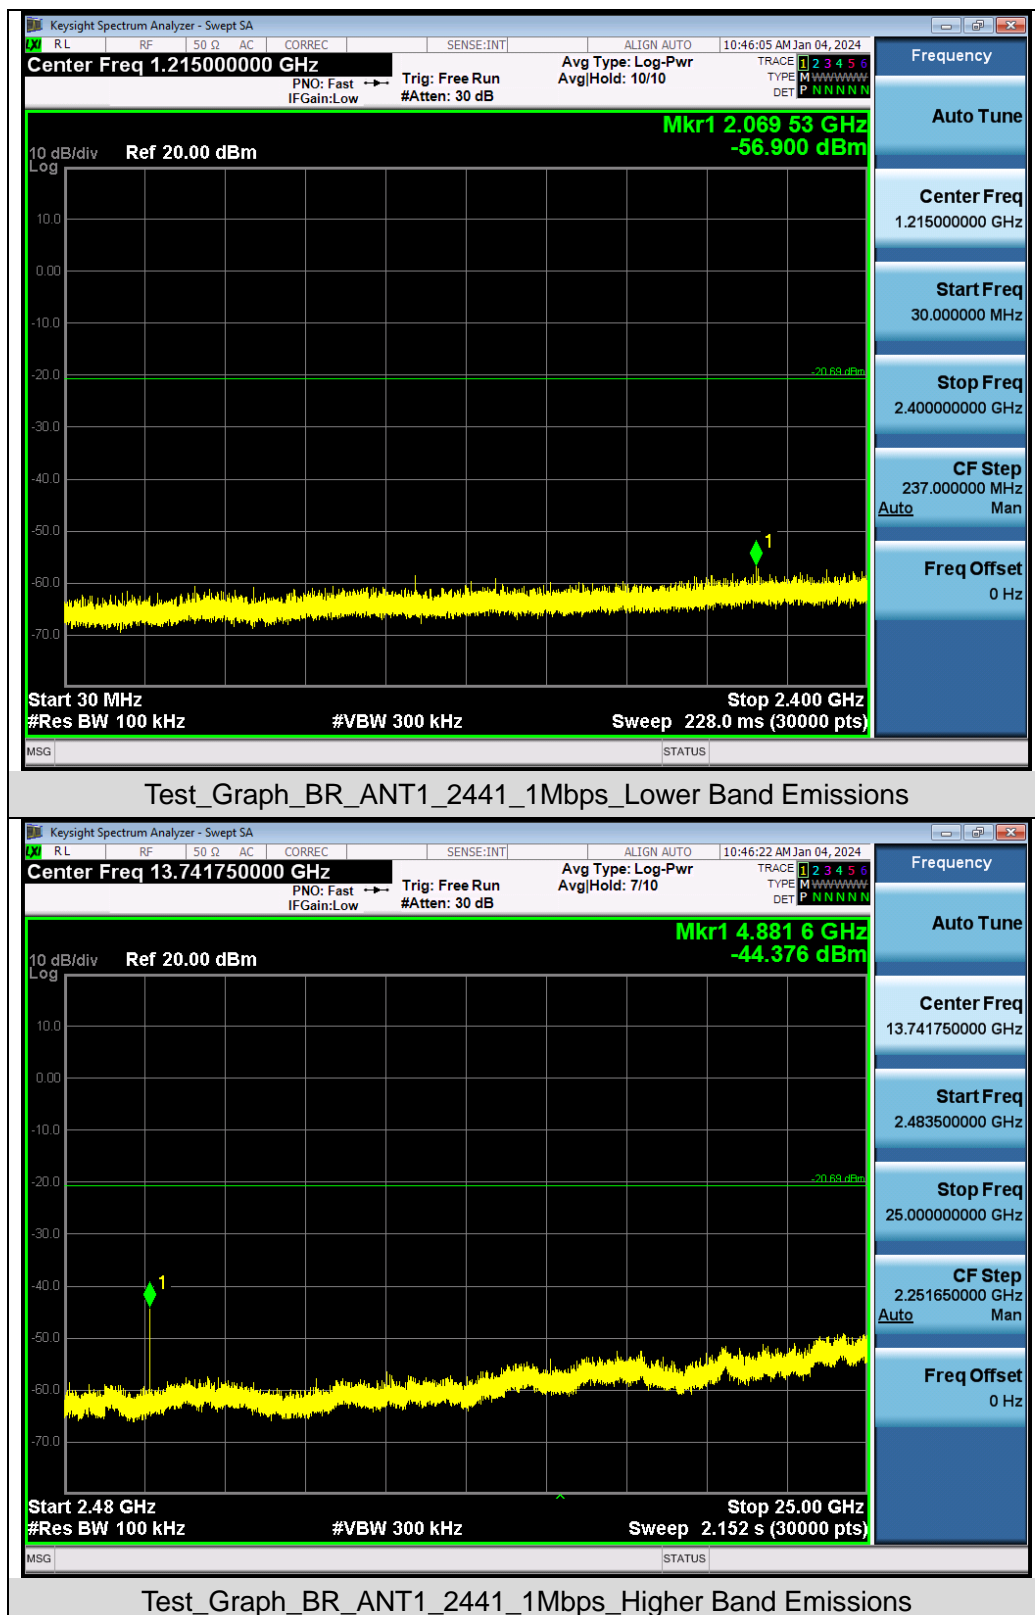 Keysight Spectrum Analyzer - Swept SA
LXI RL RF 50 Ω AC CORREC SENSE:INT ALIGN AUTO 10:46:05 AM Jan 04, 2024
Center Freq 1.215000000 GHz
PNO: Fast
IFGain:Low
Trig: Free Run
#Atten: 30 dB
Avg Type: Log-Pwr
Avg|Hold: 10/10
TRACE 1 2 3 4 5 6
TYPE M WWWWW
DET P N N N N N
Mkr1 2.069 53 GHz
-56.900 dBm
10 dB/div Ref 20.00 dBm
Log
10.0
0.00
-10.0
-20.0
-20.69 dBm
-30.0
-40.0
-50.0
1
-60.0
-70.0
Start 30 MHz Stop 2.400 GHz
#Res BW 100 kHz #VBW 300 kHz Sweep 228.0 ms (30000 pts)
MSG STATUS
Frequency
Auto Tune
Center Freq
1.215000000 GHz
Start Freq
30.000000 MHz
Stop Freq
2.400000000 GHz
CF Step
237.000000 MHz
Auto Man
Freq Offset
0 Hz
Test_Graph_BR_ANT1_2441_1Mbps_Lower Band Emissions
Keysight Spectrum Analyzer - Swept SA
LXI RL RF 50 Ω AC CORREC SENSE:INT ALIGN AUTO 10:46:22 AM Jan 04, 2024
Center Freq 13.741750000 GHz
PNO: Fast
IFGain:Low
Trig: Free Run
#Atten: 30 dB
Avg Type: Log-Pwr
Avg|Hold: 7/10
TRACE 1 2 3 4 5 6
TYPE M WWWWW
DET P N N N N N
Mkr1 4.881 6 GHz
-44.376 dBm
10 dB/div Ref 20.00 dBm
Log
10.0
0.00
-10.0
-20.0
-20.69 dBm
-30.0
-40.0
1
-50.0
-60.0
-70.0
Start 2.48 GHz Stop 25.00 GHz
#Res BW 100 kHz #VBW 300 kHz Sweep 2.152 s (30000 pts)
MSG STATUS
Frequency
Auto Tune
Center Freq
13.741750000 GHz
Start Freq
2.483500000 GHz
Stop Freq
25.000000000 GHz
CF Step
2.251650000 GHz
Auto Man
Freq Offset
0 Hz
Test_Graph_BR_ANT1_2441_1Mbps_Higher Band Emissions